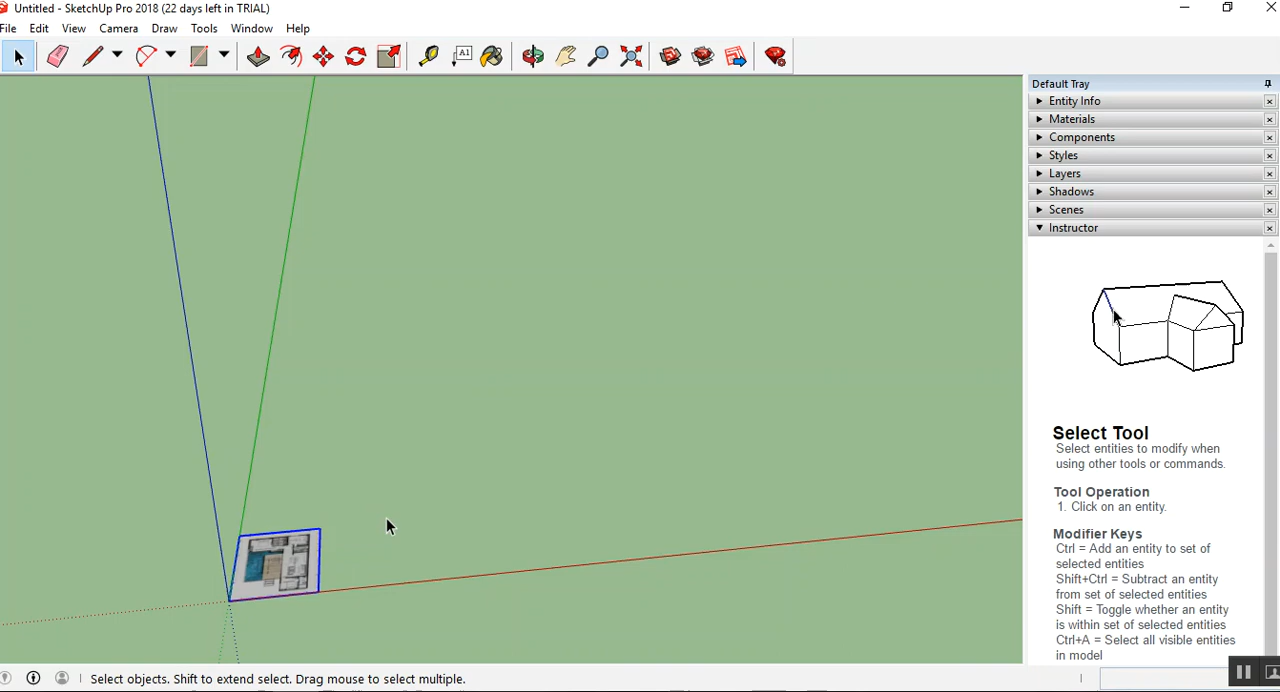 Untitled - SketchUp Pro 2018 (22 days left in TRIAL)
File Edit View Camera Draw Tools Window Help
A1
Default Tray
Entity Info
Materials
Components
Styles
Layers
Shadows
Scenes
Instructor
Select Tool
Select entities to modify when
using other tools or commands.
Tool Operation
1. Click on an entity.
Modifier Keys
Ctrl = Add an entity to set of
selected entities
Shift+Ctrl = Subtract an entity
from set of selected entities
Shift = Toggle whether an entity
is within set of selected entities
Ctrl+A = Select all visible entities
in model
Select objects. Shift to extend select. Drag mouse to select multiple.